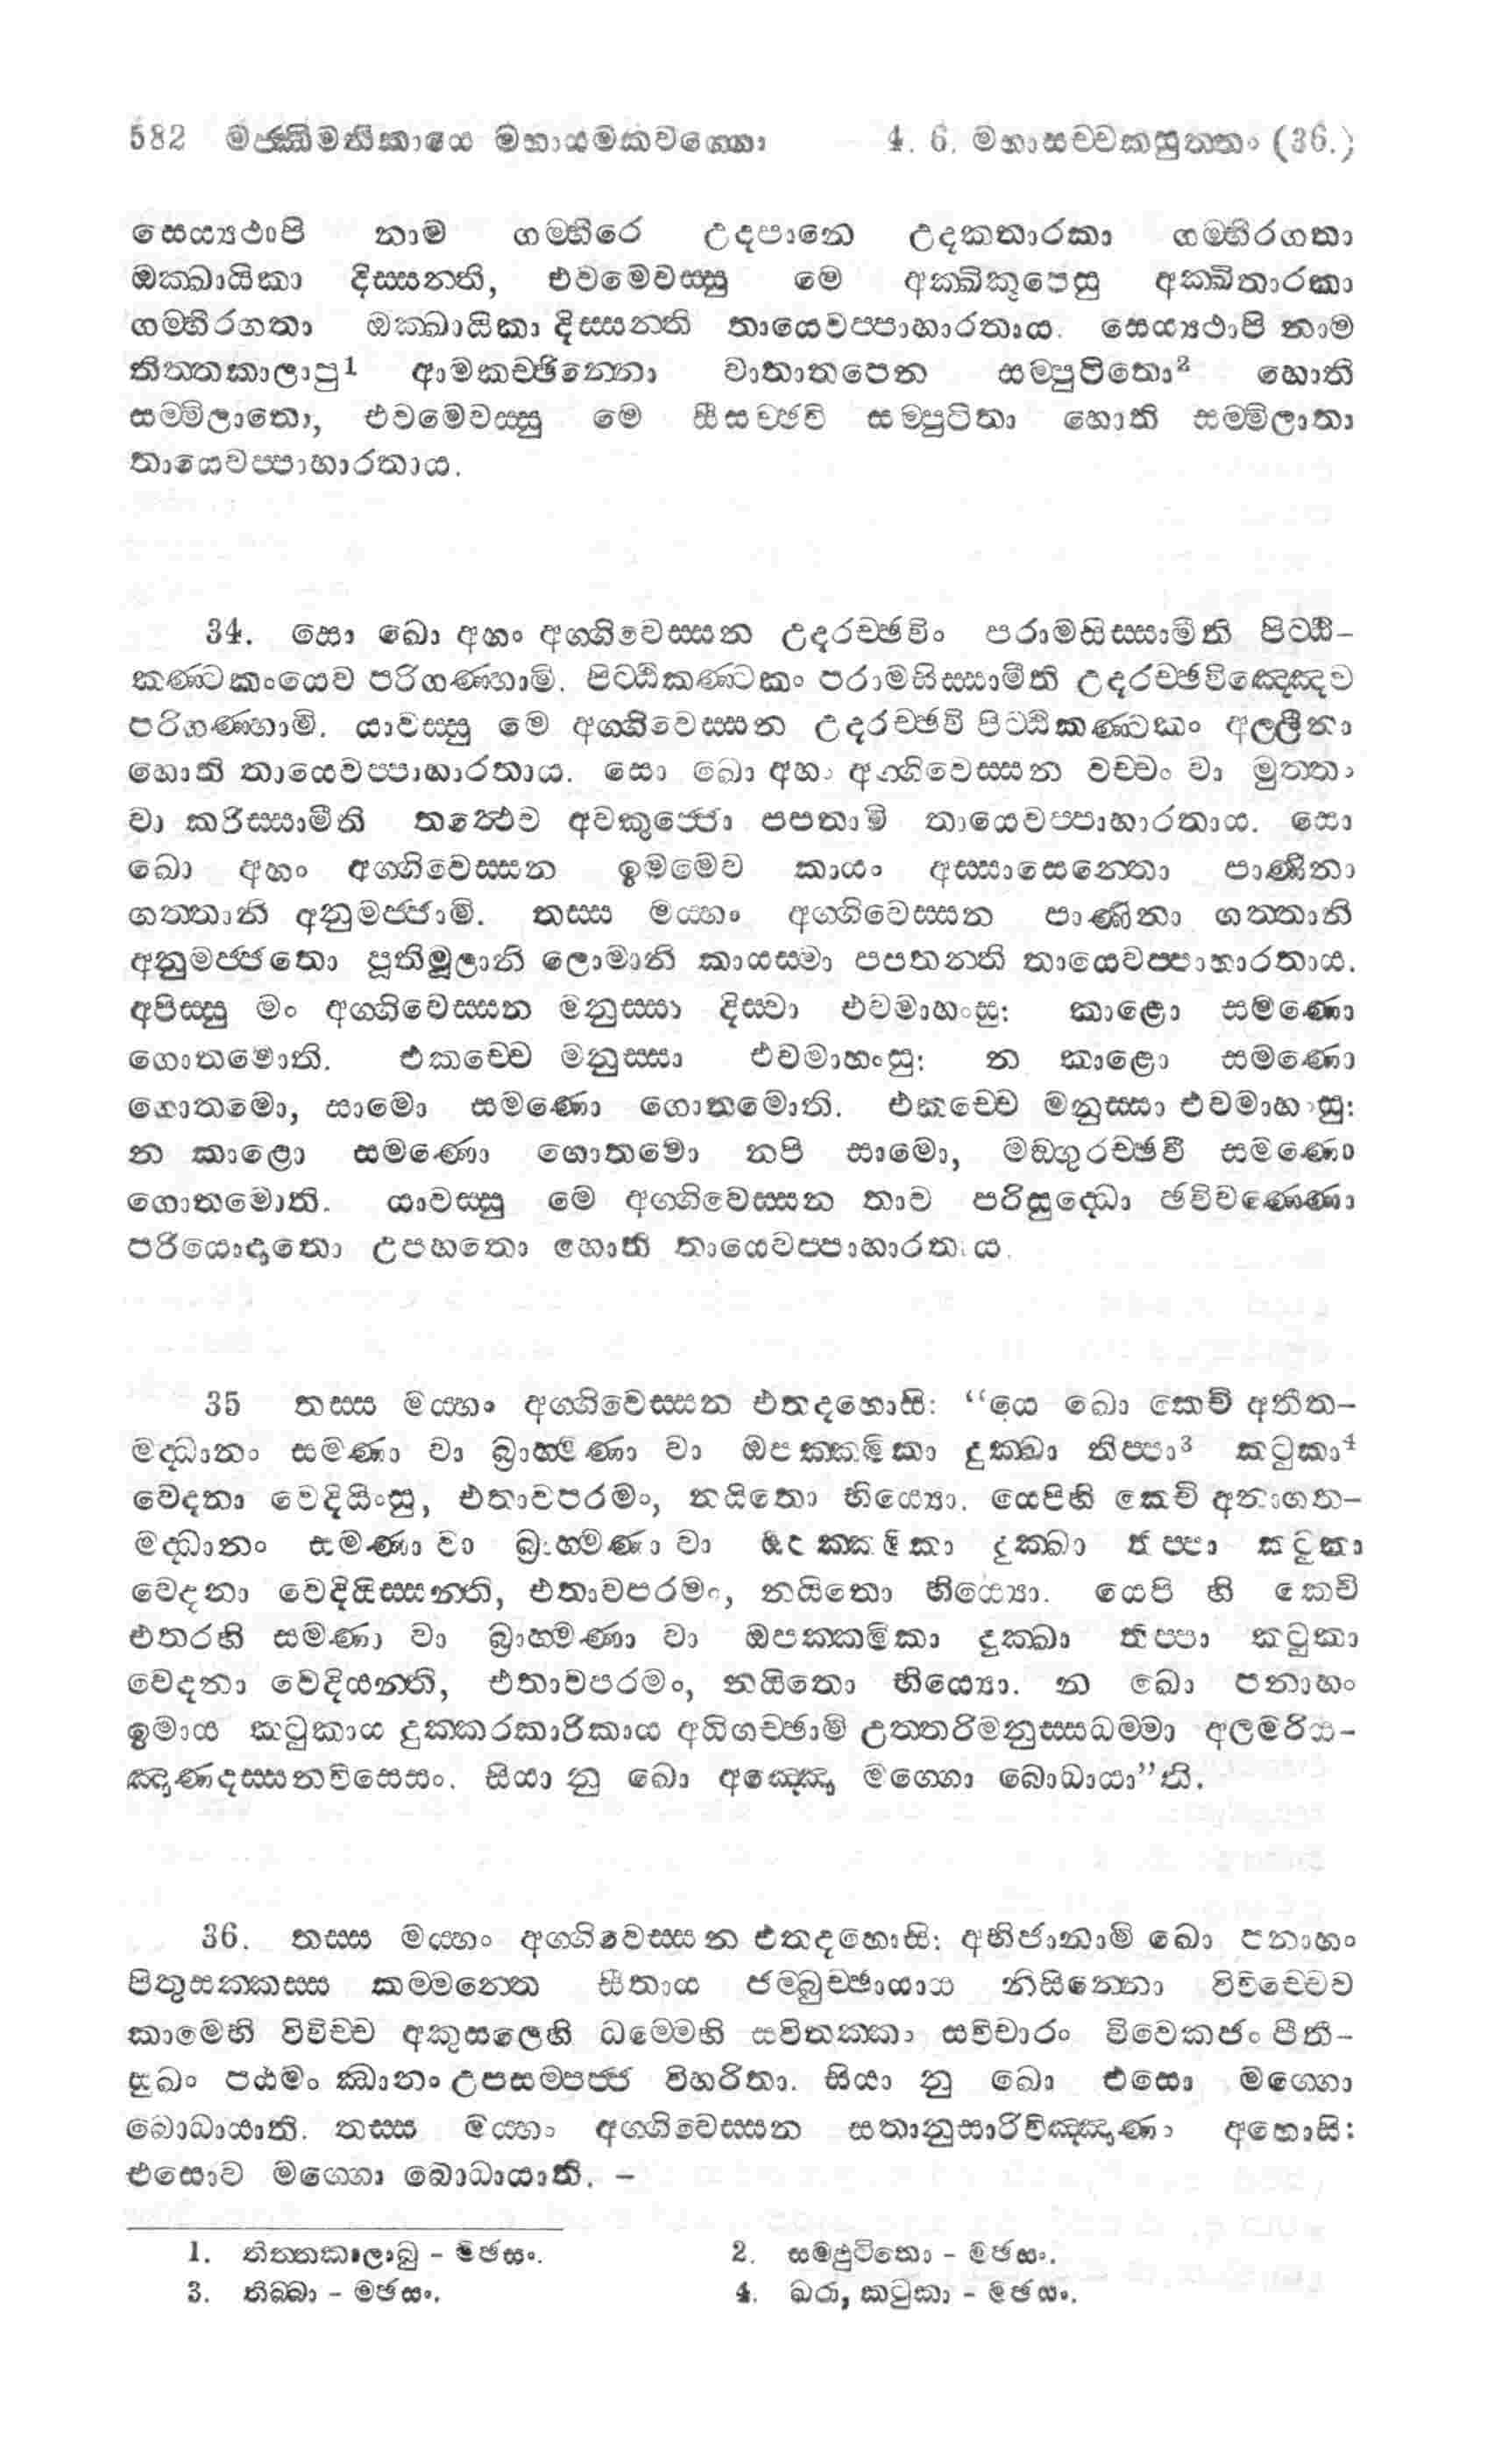 582 මජ්ඣිමනිකායෙ මහායමකවග්ගො 4. 6. මහාසච්චකසුත්තං (36.)
සෙය්‍යථාපි නාම ගම්භීරෙ උදපානෙ උදකතාරකා ගම්භීරගතා
ඔක්ඛායිකා දිස්සන්ති, එවමෙවස්සු මෙ අක්ඛිකූපෙසු අක්ඛිතාරකා
ගම්භීරගතා ඔක්ඛායිකා දිස්සන්ති තායෙවප්පාහාරතාය. සෙය්‍යථාපි නාම
තිත්තකාලාපු1 ආමකච්ඡින්නො වාතාතපෙන සම්පුටිතො2 හොති
සම්මිලාතො, එවමෙවස්සු මෙ සීසච්ඡවි සම්පුටිතා හොති සම්මිලාතා
තායෙවප්පාහාරතාය.
34. සො ඛො අහං අග්ගිවෙස්සන උදරච්ඡවිං පරාමසිස්සාමීති පිට්ඨි-
කණ්ටකංයෙව පරිගණ්හාමි. පිට්ඨිකණ්ටකං පරාමසිස්සාමීති උදරච්ඡවිඤ්ඤෙව
පරිගණ්හාමි. යාවස්සු මෙ අග්ගිවෙස්සන උදරච්ඡවි පිට්ඨිකණ්ටකං අල්ලීනා
හොති තායෙවප්පාහාරතාය. සො ඛො අහං අග්ගිවෙස්සන වච්චං වා මුත්තං
වා කරිස්සාමීති තත්ථෙව අවකුජ්ජො පපතාමි තායෙවප්පාහාරතාය. සො
ඛො අහං අග්ගිවෙස්සන ඉමමෙව කායං අස්සාසෙන්තො පාණිනා
ගත්තානි අනුමජ්ජාමි. තස්ස මය්හං අග්ගිවෙස්සන පාණිනා ගත්තානි
අනුමජ්ජතො පූතිමූලානි ලොමානි කායස්මා පපතන්ති තායෙවප්පාහාරතාය.
අපිස්සු මං අග්ගිවෙස්සන මනුස්සා දිස්වා එවමාහංසු: කාළො සමණො
ගොතමොති. එකච්චෙ මනුස්සා එවමාහංසු: න කාළො සමණො
ගොතමො, සාමො සමණො ගොතමොති. එකච්චෙ මනුස්සා එවමාහංසු:
න කාළො සමණො ගොතමො නපි සාමො, මඞ්ගුරච්ඡවී සමණො
ගොතමොති. යාවස්සු මෙ අග්ගිවෙස්සන තාව පරිසුද්ධො ඡවිවණ්ණො
පරියොදාතො උපහතො හොති තායෙවප්පාහාරතාය.
35 තස්ස මය්හං අග්ගිවෙස්සන එතදහොසි: “යෙ ඛො කෙචි අතීත-
මද්ධානං සමණා වා බ්‍රාහ්මණා වා ඔපක්කමිකා දුක්ඛා තිප්පා3 කටුකා4
වෙදනා වෙදියිංසු, එතාවපරමං, නයිතො භිය්‍යො. යෙපිහි කෙචි අනාගත-
මද්ධානං සමණා වා බ්‍රාහ්මණා වා ඔපක්කමිකා දුක්ඛා තිප්පා කටුකා
වෙදනා වෙදියිස්සන්ති, එතාවපරමං, නයිතො භිය්‍යො. යෙපි හි කෙචි
එතරහි සමණා වා බ්‍රාහ්මණා වා ඔපක්කමිකා දුක්ඛා තිප්පා කටුකා
වෙදනා වෙදියන්ති, එතාවපරමං, නයිතො භිය්‍යො. න ඛො පනාහං
ඉමාය කටුකාය දුක්කරකාරිකාය අධිගච්ඡාමි උත්තරිමනුස්සධම්මා අලමරිය-
ඤාණදස්සනවිසෙසං. සියා නු ඛො අඤ්ඤො මග්ගො බොධායා”ති.
36. තස්ස මය්හං අග්ගිවෙස්සන එතදහොසි: අභිජානාමි ඛො පනාහං
පිතුසක්කස්ස කම්මන්තෙ සීතාය ජම්බුච්ඡායාය නිසින්නො විවිච්චෙව
කාමෙහි විවිච්ච අකුසලෙහි ධම්මෙහි සවිතක්කං සවිචාරං විවෙකජං පීති-
සුඛං පඨමං ඣානං උපසම්පජ්ජ විහරිතා. සියා නු ඛො එසො මග්ගො
බොධායාති. තස්ස මය්හං අග්ගිවෙස්සන සතානුසාරිවිඤ්ඤාණං අහොසි:
එසොව මග්ගො බොධායාති. –
1. තිත්තකාලාබු - මඡසං.
2. සම්ඵුටිතො - මඡසං.
3. තිබ්බා - මඡසං.
4. ඛරා, කටුකා - මඡසං.